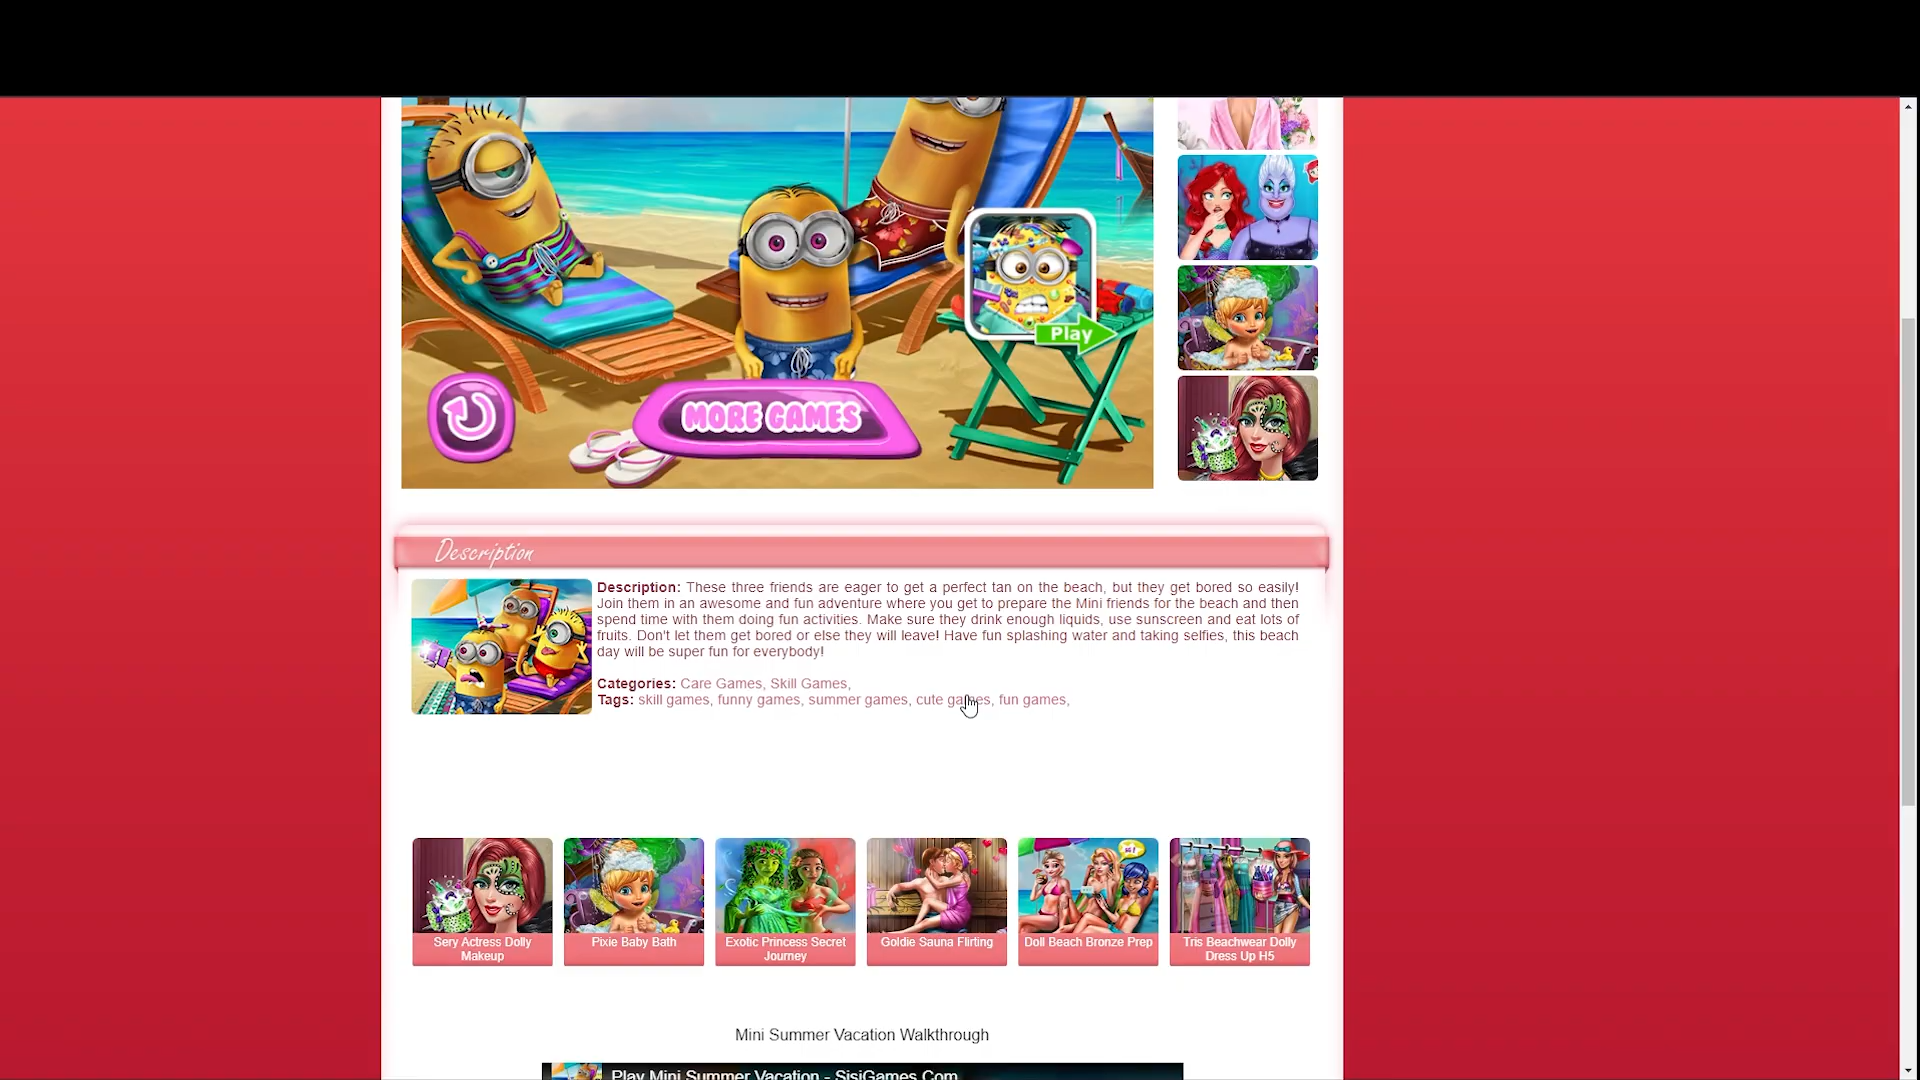 Play
MORE GAMES
Description
Description: These three friends are eager to get a perfect tan on the beach, but they get bored so easily!
Join them in an awesome and fun adventure where you get to prepare the Mini friends for the beach and then
spend time with them doing fun activities. Make sure they drink enough liquids, use sunscreen and eat lots of
fruits. Don't let them get bored or else they will leave! Have fun splashing water and taking selfies, this beach
day will be super fun for everybody!
Categories: Care Games, Skill Games,
Tags: skill games, funny games, summer games, cute games, fun games,
Sery Actress Dolly
Makeup
Pixie Baby Bath
Exotic Princess Secret
Journey
Goldie Sauna Flirting
Doll Beach Bronze Prep
Tris Beachwear Dolly
Dress Up H5
Mini Summer Vacation Walkthrough
Play Mini Summer Vacation - SisiGames.Com